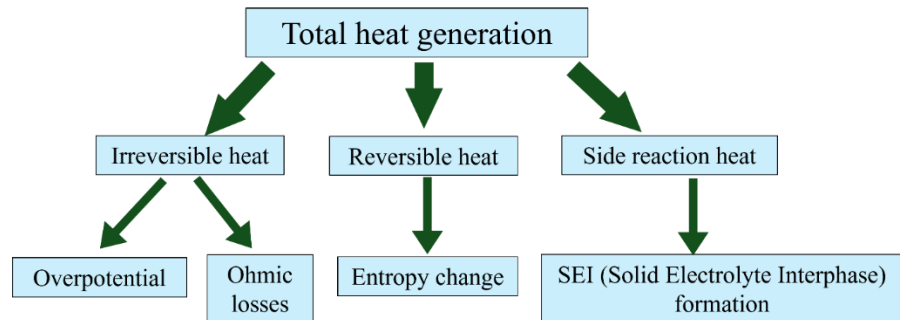 Total heat generation
Irreversible heat
Reversible heat
Side reaction heat
Overpotential
Ohmic
losses
Entropy change
SEI (Solid Electrolyte Interphase)
formation